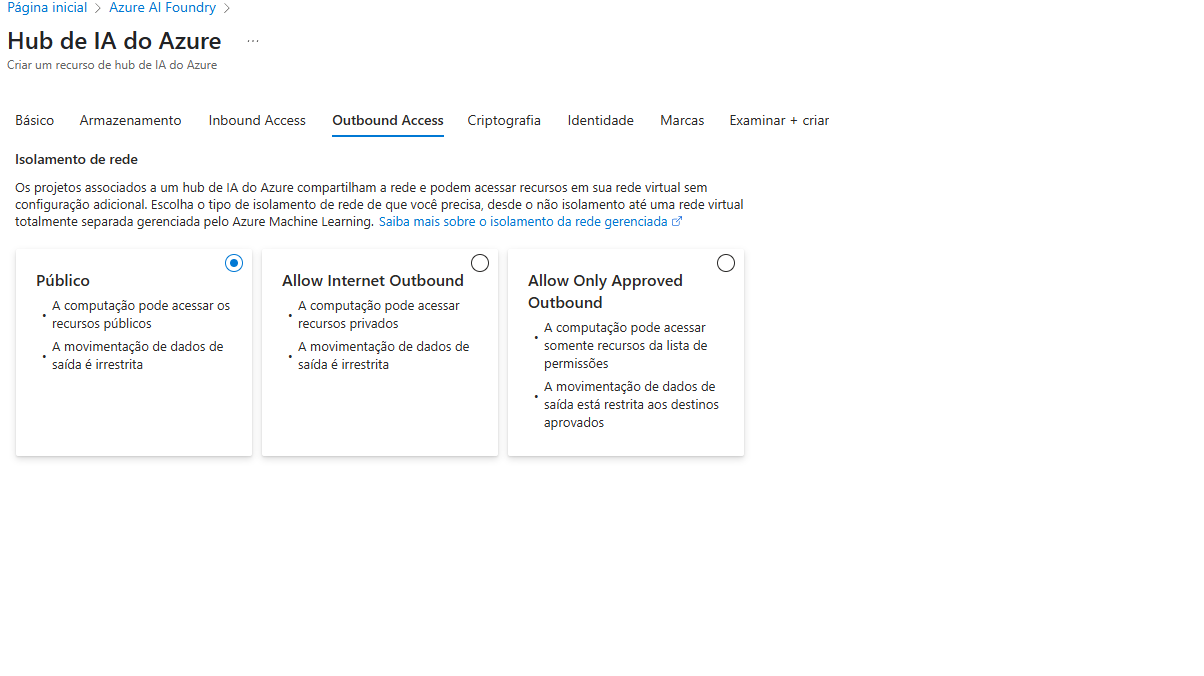 Página inicial > Azure AI Foundry >
Hub de IA do Azure ...
Criar um recurso de hub de IA do Azure
Básico Armazenamento Inbound Access Outbound Access Criptografia Identidade Marcas Examinar + criar
Isolamento de rede
Os projetos associados a um hub de IA do Azure compartilham a rede e podem acessar recursos em sua rede virtual sem
configuração adicional. Escolha o tipo de isolamento de rede de que você precisa, desde o não isolamento até uma rede virtual
totalmente separada gerenciada pelo Azure Machine Learning. Saiba mais sobre o isolamento da rede gerenciada
Público
• A computação pode acessar os
recursos públicos
• A movimentação de dados de
saída é irrestrita
Allow Internet Outbound
• A computação pode acessar
recursos privados
• A movimentação de dados de
saída é irrestrita
Allow Only Approved
Outbound
• A computação pode acessar
somente recursos da lista de
permissões
• A movimentação de dados de
saída está restrita aos destinos
aprovados